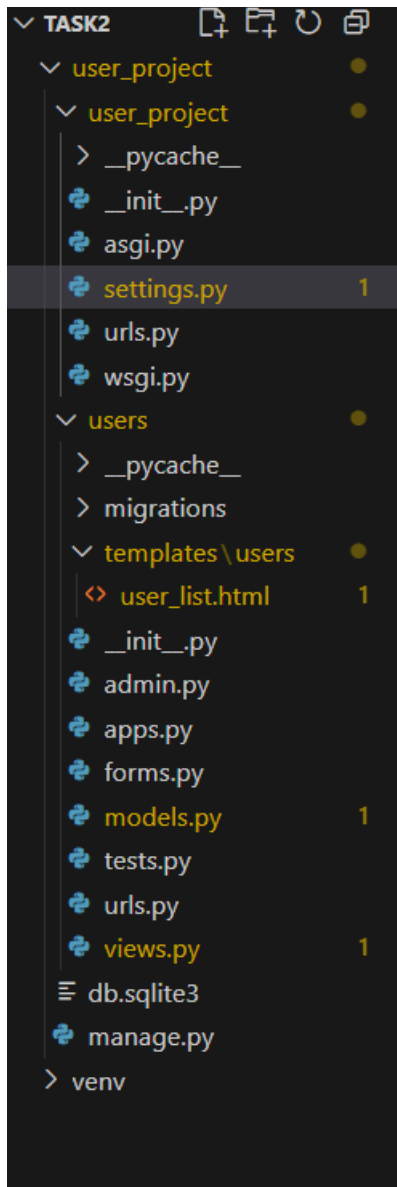 TASK2
user_project
user_project
__pycache__
__init__.py
asgi.py
settings.py 1
urls.py
wsgi.py
users
__pycache__
migrations
templates\users
user_list.html 1
__init__.py
admin.py
apps.py
forms.py
models.py 1
tests.py
urls.py
views.py 1
db.sqlite3
manage.py
venv